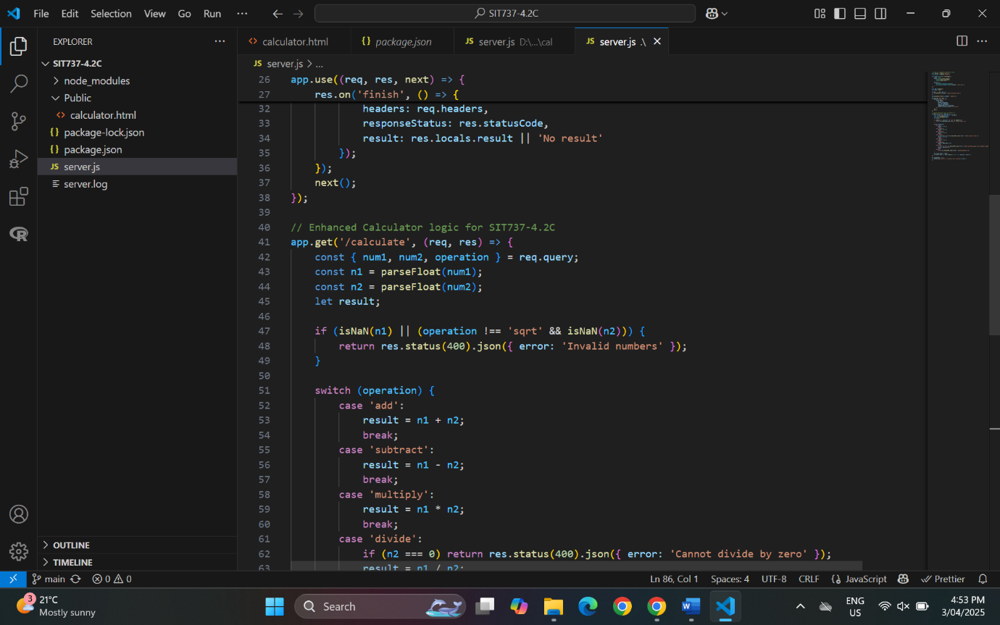 File Edit Selection View Go Run ··· SIT737-4.2C
EXPLORER ···
SIT737-4.2C
node_modules
Public
<> calculator.html
{} package-lock.json
{} package.json
JS server.js
server.log
OUTLINE
TIMELINE
<> calculator.html {} package.json JS server.js D:\...\cal JS server.js .\
JS server.js > ...
26 app.use((req, res, next) => {
27 res.on('finish', () => {
32 headers: req.headers,
33 responseStatus: res.statusCode,
34 result: res.locals.result || 'No result'
35 });
36 });
37 next();
38 });
39
40 // Enhanced Calculator logic for SIT737-4.2C
41 app.get('/calculate', (req, res) => {
42 const { num1, num2, operation } = req.query;
43 const n1 = parseFloat(num1);
44 const n2 = parseFloat(num2);
45 let result;
46
47 if (isNaN(n1) || (operation !== 'sqrt' && isNaN(n2))) {
48 return res.status(400).json({ error: 'Invalid numbers' });
49 }
50
51 switch (operation) {
52 case 'add':
53 result = n1 + n2;
54 break;
55 case 'subtract':
56 result = n1 - n2;
57 break;
58 case 'multiply':
59 result = n1 * n2;
60 break;
61 case 'divide':
62 if (n2 === 0) return res.status(400).json({ error: 'Cannot divide by zero' });
63 result = n1 / n2;
main 0 0 Ln 86, Col 1 Spaces: 4 UTF-8 CRLF {} JavaScript Prettier
3 21°C
Mostly sunny
Search
ENG
US
4:53 PM
3/04/2025